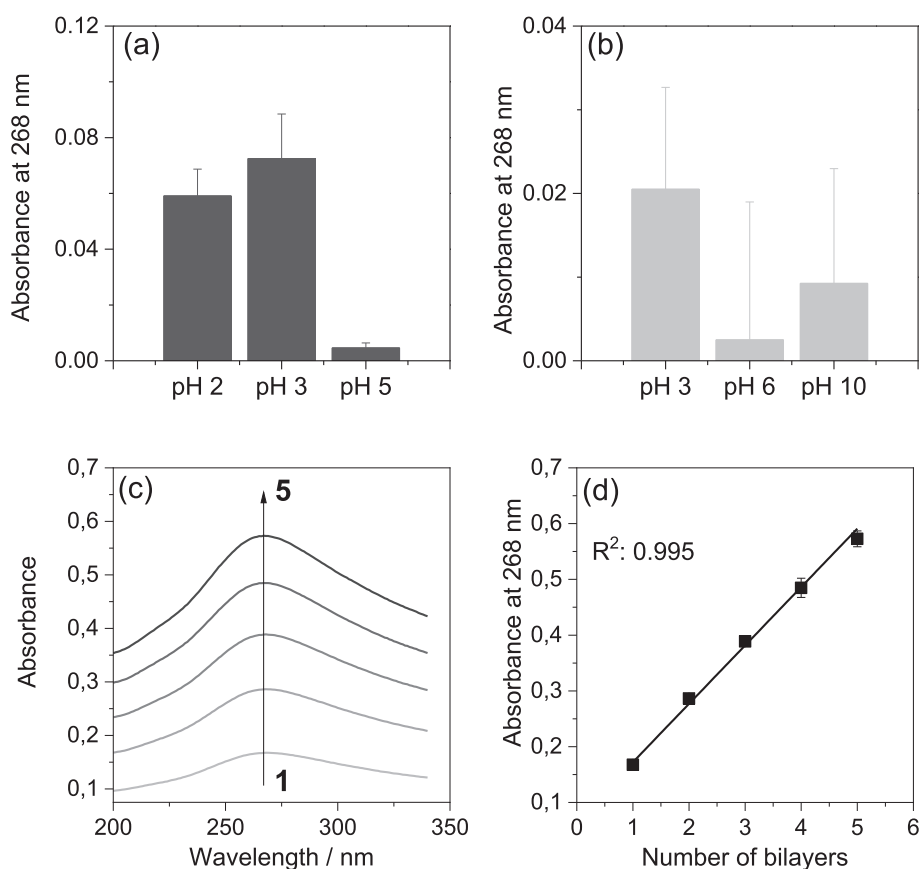 (a)
Absorbance at 268 nm
0.12
0.08
0.04
0.00
pH 2 pH 3 pH 5
(b)
Absorbance at 268 nm
0.04
0.02
0.00
pH 3 pH 6 pH 10
(c)
Absorbance
0,7
0,6
0,5
0,4
0,3
0,2
0,1
5
1
200 250 300 350
Wavelength / nm
(d)
Absorbance at 268 nm
0,7
0,6
0,5
0,4
0,3
0,2
0,1
R²: 0.995
0 1 2 3 4 5 6
Number of bilayers